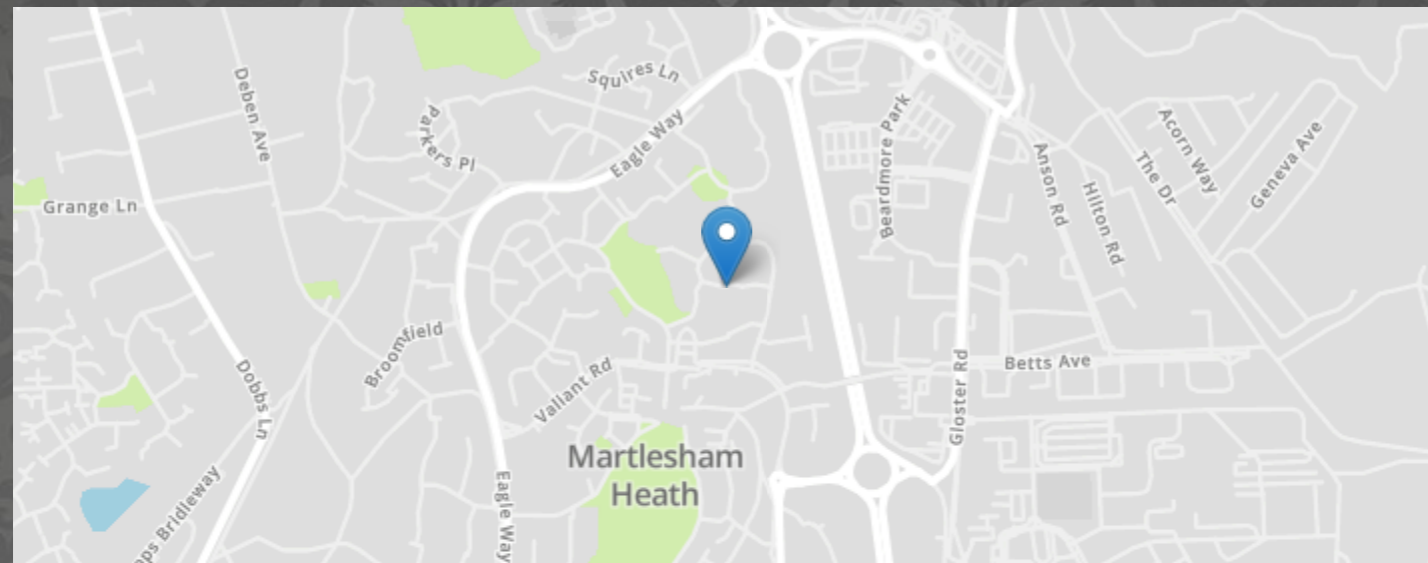 Squires Ln
Deben Ave
Parkers Pl
Eagle Way
Beardmore Park
Acorn Way
Geneva Ave
Anson Rd
The Dr
Hilton Rd
Grange Ln
Broomfield
Dobbs Ln
Valiant Rd
Gloster Rd
Betts Ave
Martlesham
Heath
Eagle Way
Bridleway